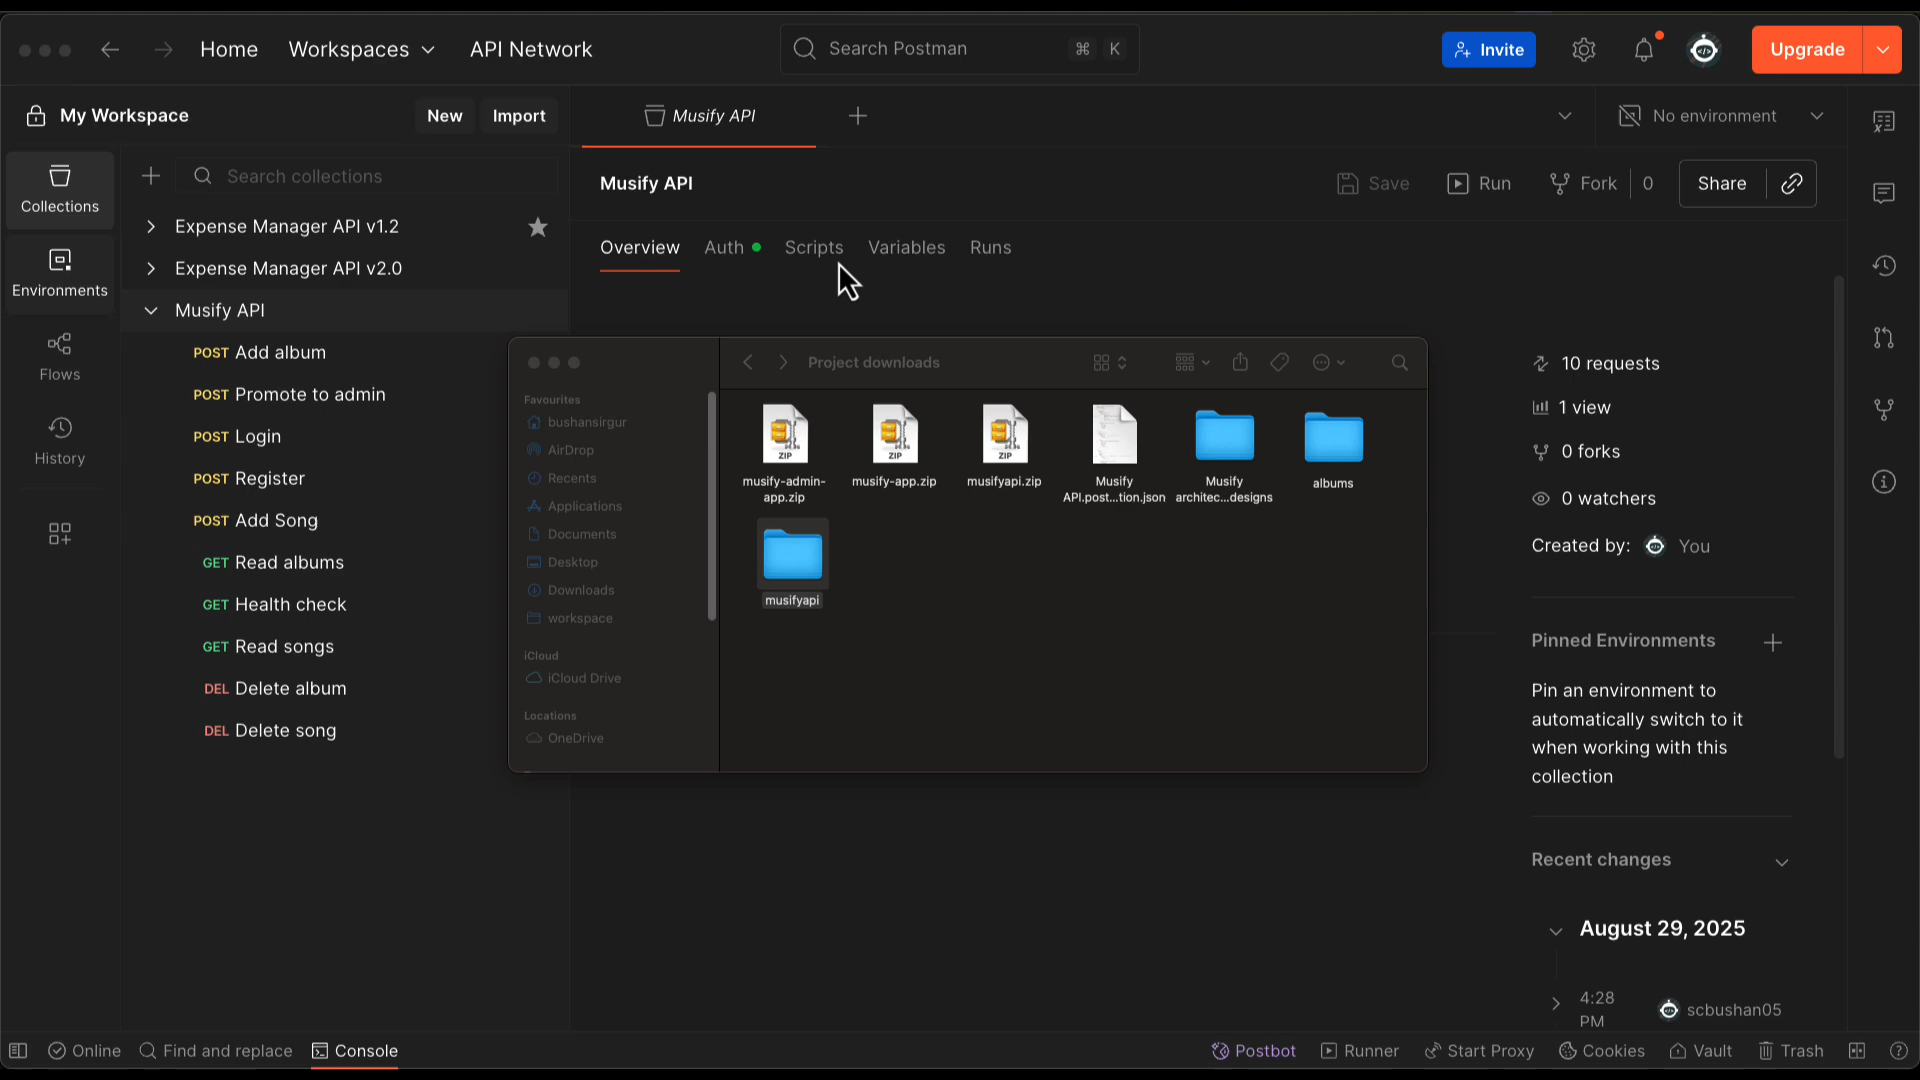 Home
Workspaces
API Network
Search Postman
⌘ K
Invite
Upgrade
My Workspace
New
Import
Musify API
No environment
Collections
Environments
Flows
History
Search collections
Expense Manager API v1.2
Expense Manager API v2.0
Musify API
POST Add album
POST Promote to admin
POST Login
POST Register
POST Add Song
GET Read albums
GET Health check
GET Read songs
DEL Delete album
DEL Delete song
Musify API
Save
Run
Fork
0
Share
Overview
Auth
Scripts
Variables
Runs
Favourites
bushansirgur
AirDrop
Recents
Applications
Documents
Desktop
Downloads
workspace
iCloud
iCloud Drive
Locations
OneDrive
Project downloads
ZIP
musify-admin-
app.zip
ZIP
musify-app.zip
ZIP
musifyapi.zip
Musify
API.post...tion.json
Musify
architec...designs
albums
musifyapi
10 requests
1 view
0 forks
0 watchers
Created by:
You
Pinned Environments
Pin an environment to
automatically switch to it
when working with this
collection
Recent changes
August 29, 2025
4:28
PM
scbushan05
Online
Find and replace
Console
Postbot
Runner
Start Proxy
Cookies
Vault
Trash